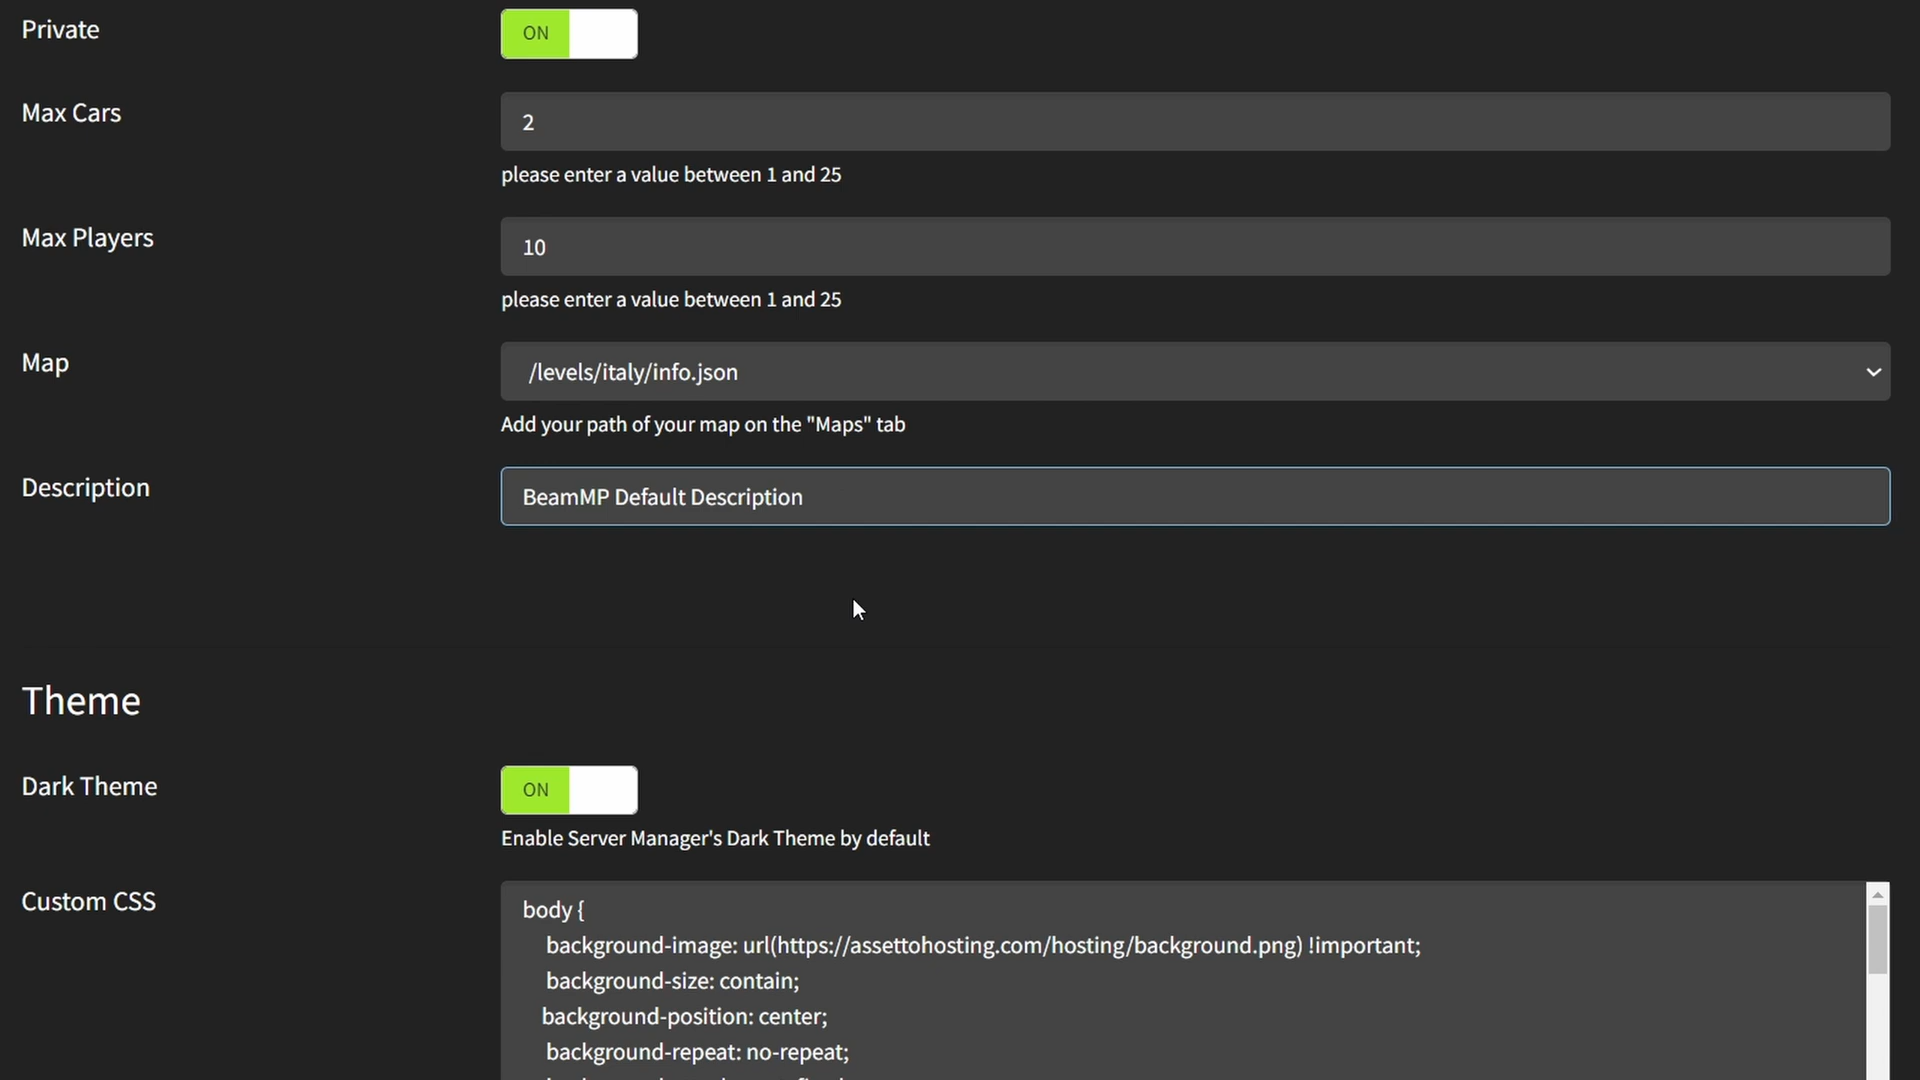 Private
ON
Max Cars
2
please enter a value between 1 and 25
Max Players
10
please enter a value between 1 and 25
Map
/levels/italy/info.json
Add your path of your map on the "Maps" tab
Description
BeamMP Default Description
Theme
Dark Theme
ON
Enable Server Manager's Dark Theme by default
Custom CSS
body {
background-image: url(https://assettohosting.com/hosting/background.png) !important;
background-size: contain;
background-position: center;
background-repeat: no-repeat;